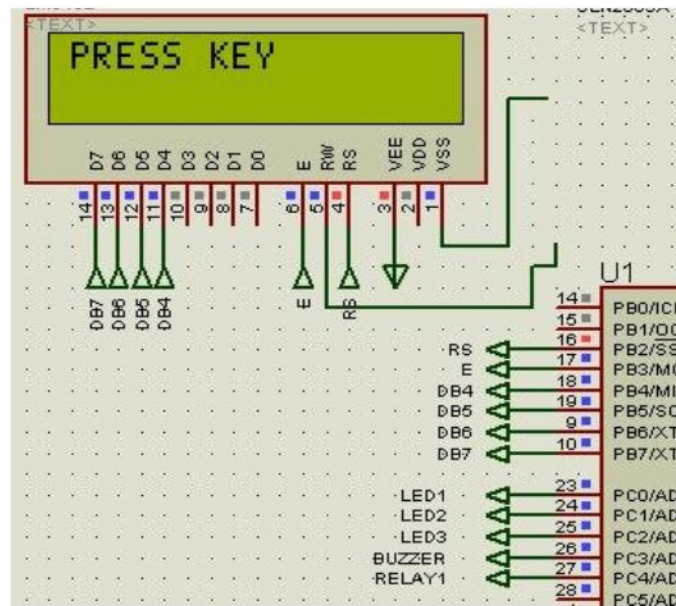 <TEXT>
<TEXT>
PRESS KEY
D7 D6 D5 D4 D3 D2 D1 D0 E RW RS VEE VDD VSS
14 13 12 11 10 9 8 7 6 5 4 3 2 1
DB7 DB6 DB5 DB4 E RS
U1
14 PB0/ICP
15 PB1/OC
RS 16 PB2/SS
E 17 PB3/MO
DB4 18 PB4/MI
DB5 19 PB5/SC
DB6 9 PB6/XT
DB7 10 PB7/XT
LED1 23 PC0/AD
LED2 24 PC1/AD
LED3 25 PC2/AD
BUZZER 26 PC3/AD
RELAY1 27 PC4/AD
28 PC5/AD